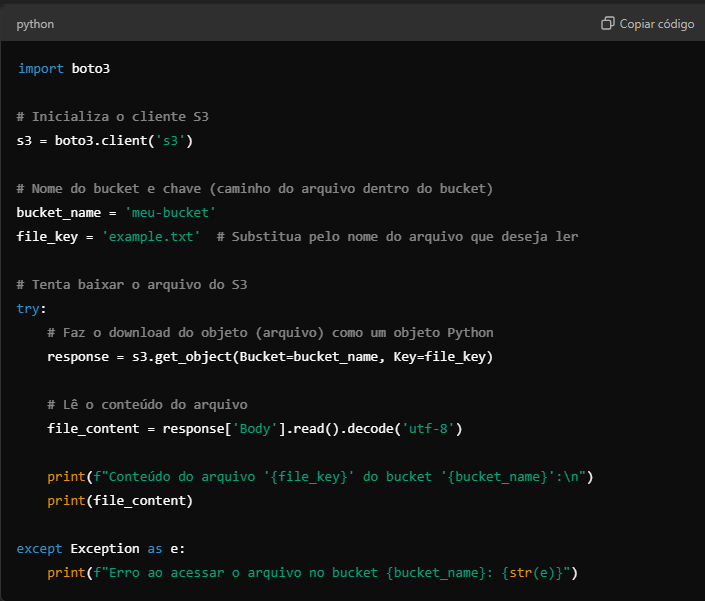 python
Copiar código
import boto3
# Inicializa o cliente S3
s3 = boto3.client('s3')
# Nome do bucket e chave (caminho do arquivo dentro do bucket)
bucket_name = 'meu-bucket'
file_key = 'example.txt'  # Substitua pelo nome do arquivo que deseja ler
# Tenta baixar o arquivo do S3
try:
    # Faz o download do objeto (arquivo) como um objeto Python
    response = s3.get_object(Bucket=bucket_name, Key=file_key)
    # Lê o conteúdo do arquivo
    file_content = response['Body'].read().decode('utf-8')
    print(f"Conteúdo do arquivo '{file_key}' do bucket '{bucket_name}':\n")
    print(file_content)
except Exception as e:
    print(f"Erro ao acessar o arquivo no bucket {bucket_name}: {str(e)}")